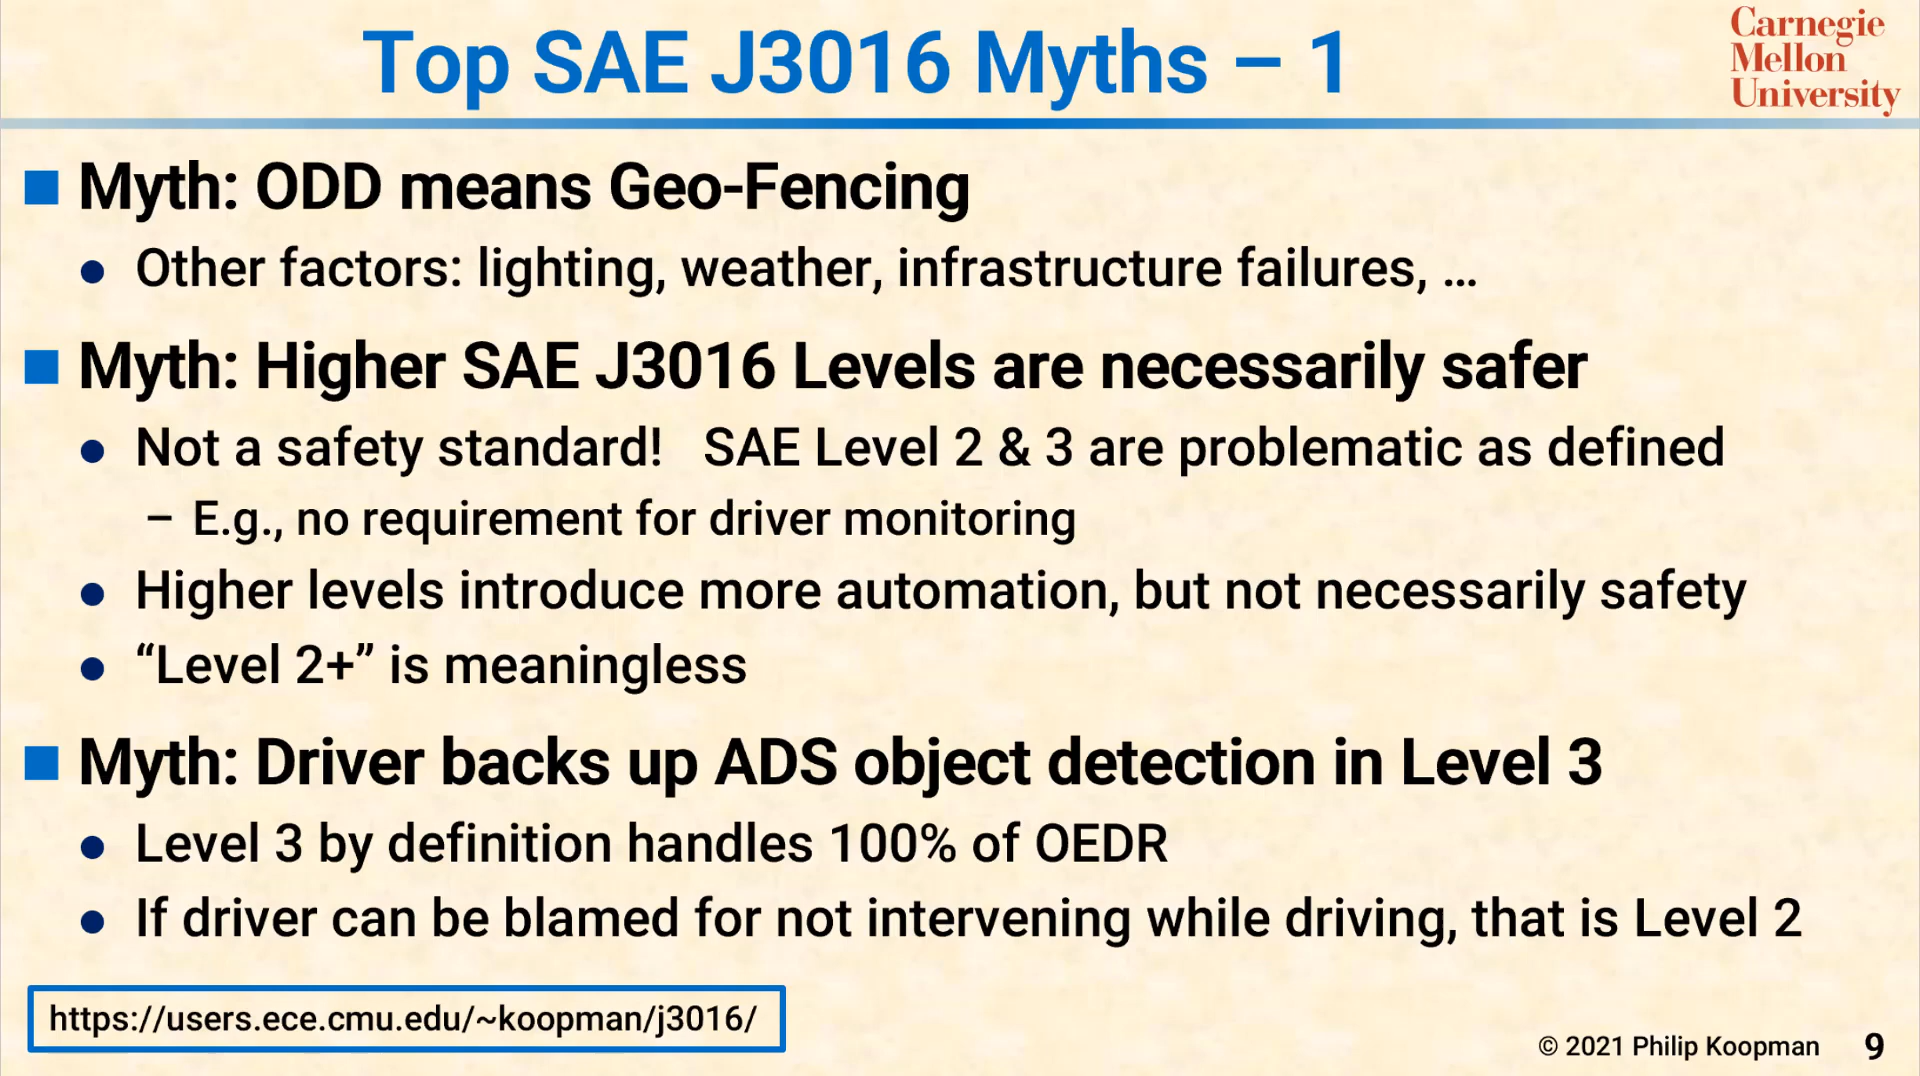 Top SAE J3016 Myths – 1
Carnegie
Mellon
University
Myth: ODD means Geo-Fencing
Other factors: lighting, weather, infrastructure failures, …
Myth: Higher SAE J3016 Levels are necessarily safer
Not a safety standard! SAE Level 2 & 3 are problematic as defined
– E.g., no requirement for driver monitoring
Higher levels introduce more automation, but not necessarily safety
“Level 2+” is meaningless
Myth: Driver backs up ADS object detection in Level 3
Level 3 by definition handles 100% of OEDR
If driver can be blamed for not intervening while driving, that is Level 2
https://users.ece.cmu.edu/~koopman/j3016/
© 2021 Philip Koopman 9